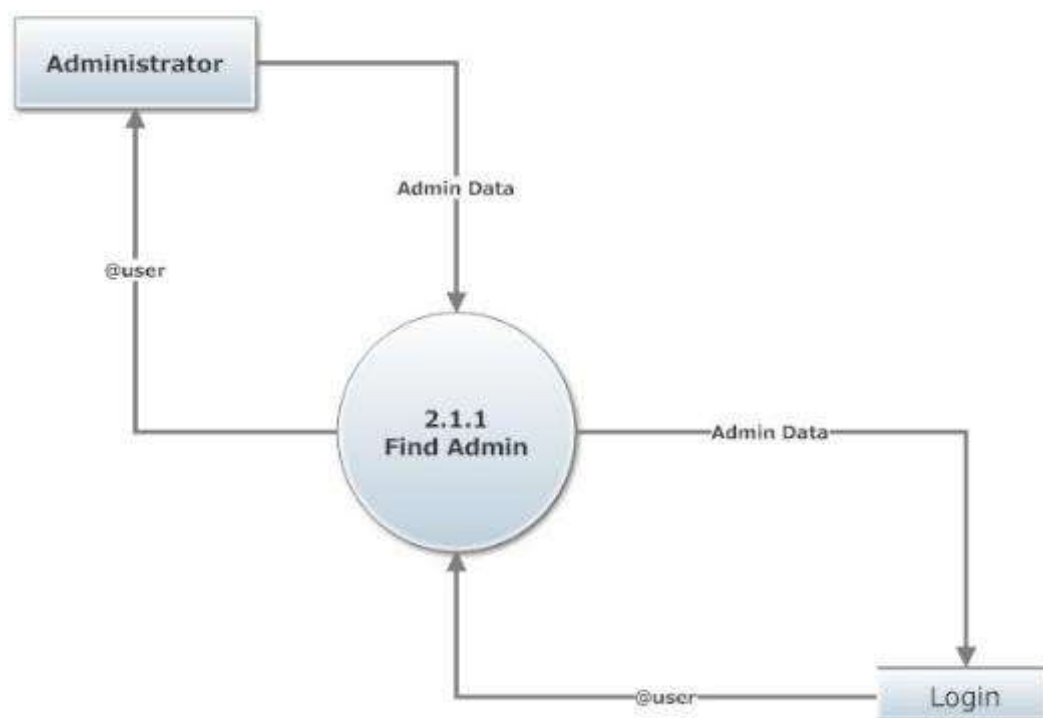 Administrator
Admin Data
@user
2.1.1
Find Admin
Admin Data
@user
Login